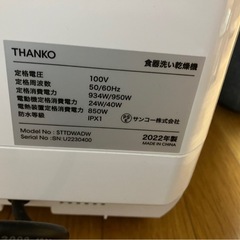 THANKO 食器洗い乾燥機
定格電圧 100V
定格周波数 50/60Hz
定格消費電力 934W/950W
電動機定格消費電力 24W/40W
電熱装置定格消費電力 850W
防水等級 IPX1
Model : STTDWADW
Serial No : BN U2230400
サンコー株式会社
2022年製
MADE IN CHINA